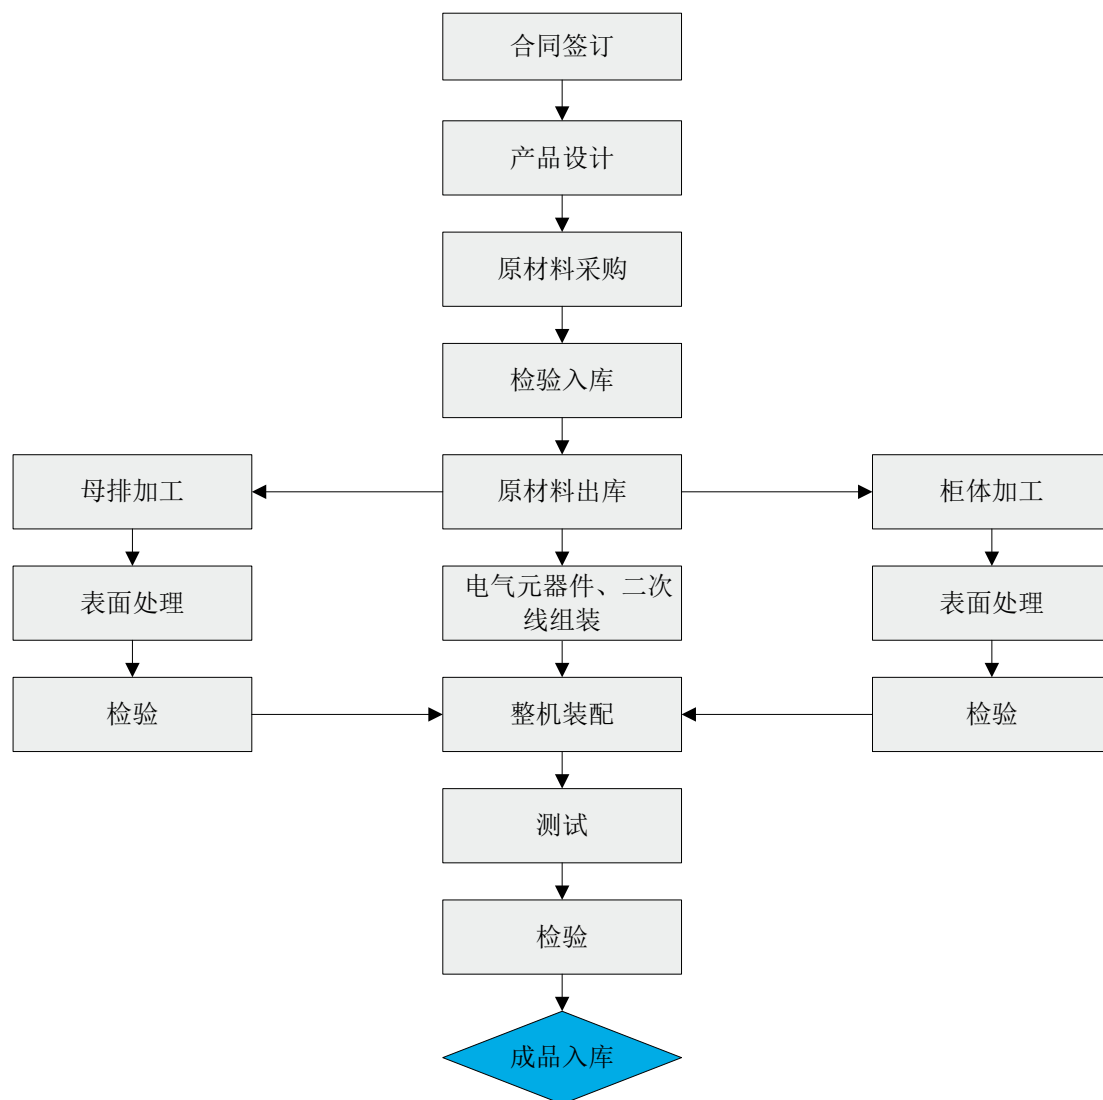 合同签订
产品设计
原材料采购
检验入库
母排加工
原材料出库
柜体加工
表面处理
电气元器件、二次
线组装
表面处理
检验
整机装配
检验
测试
检验
成品入库